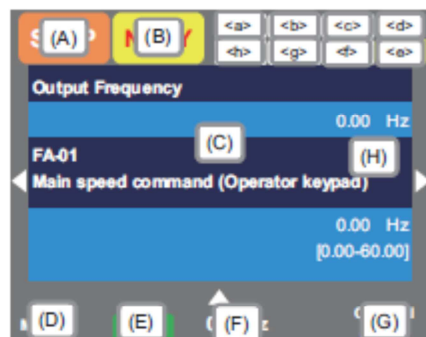 (A) (B) <a> <b> <c> <d>
<h> <g> <f> <e>
Output Frequency
0.00 Hz
(C)
FA-01 (H)
Main speed command (Operator keypad)
0.00 Hz
[0.00-60.00]
(D) (E) (F) (G)